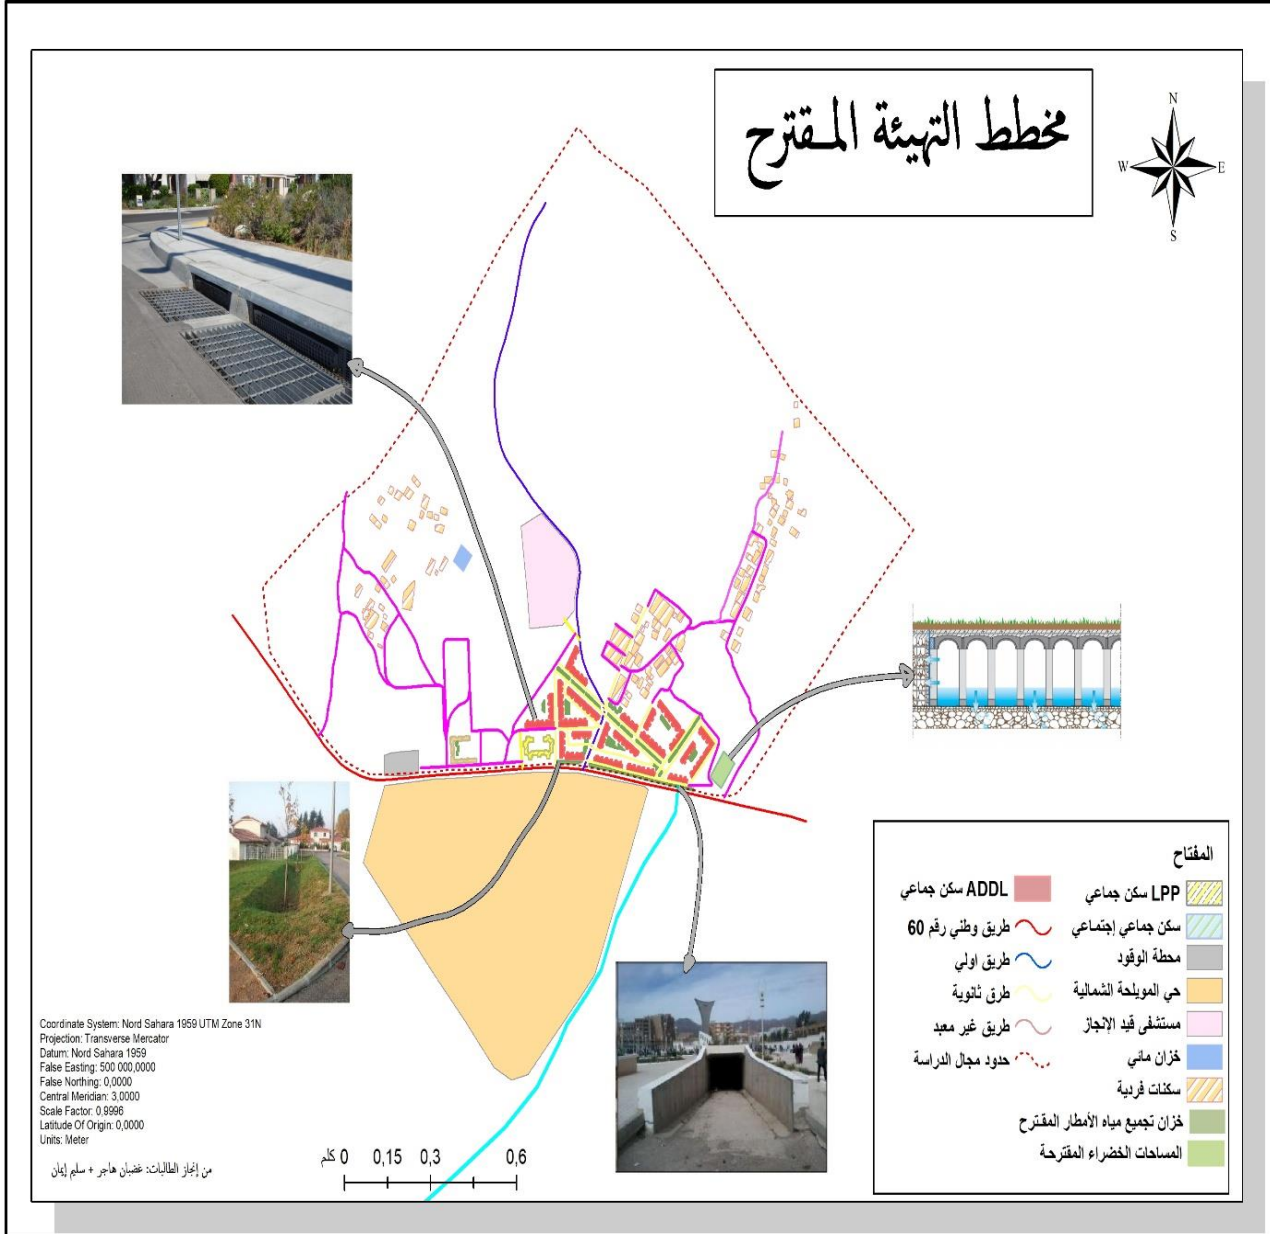 مخطط التهيئة المقترح
N
W E
S
المفتاح
LPP سكن جماعي
سكن جماعي إجتماعي
محطة الوقود
حي المويلحة الشمالية
مستشفى قيد الإنجاز
خزان مائي
سكنات فردية
خزان تجميع مياه الأمطار المقترح
المساحات الخضراء المقترحة
ADDL سكن جماعي
طريق وطني رقم 60
طريق اولي
طرق ثانوية
طريق غير معبد
حدود مجال الدراسة
Coordinate System: Nord Sahara 1959 UTM Zone 31N
Projection: Transverse Mercator
Datum: Nord Sahara 1959
False Easting: 500 000,0000
False Northing: 0,0000
Central Meridian: 3,0000
Scale Factor: 0,9996
Latitude Of Origin: 0,0000
Units: Meter
من إنجاز الطالبات: غضبان هاجر + سليم إيمان
كلم 0 0,15 0,3 0,6